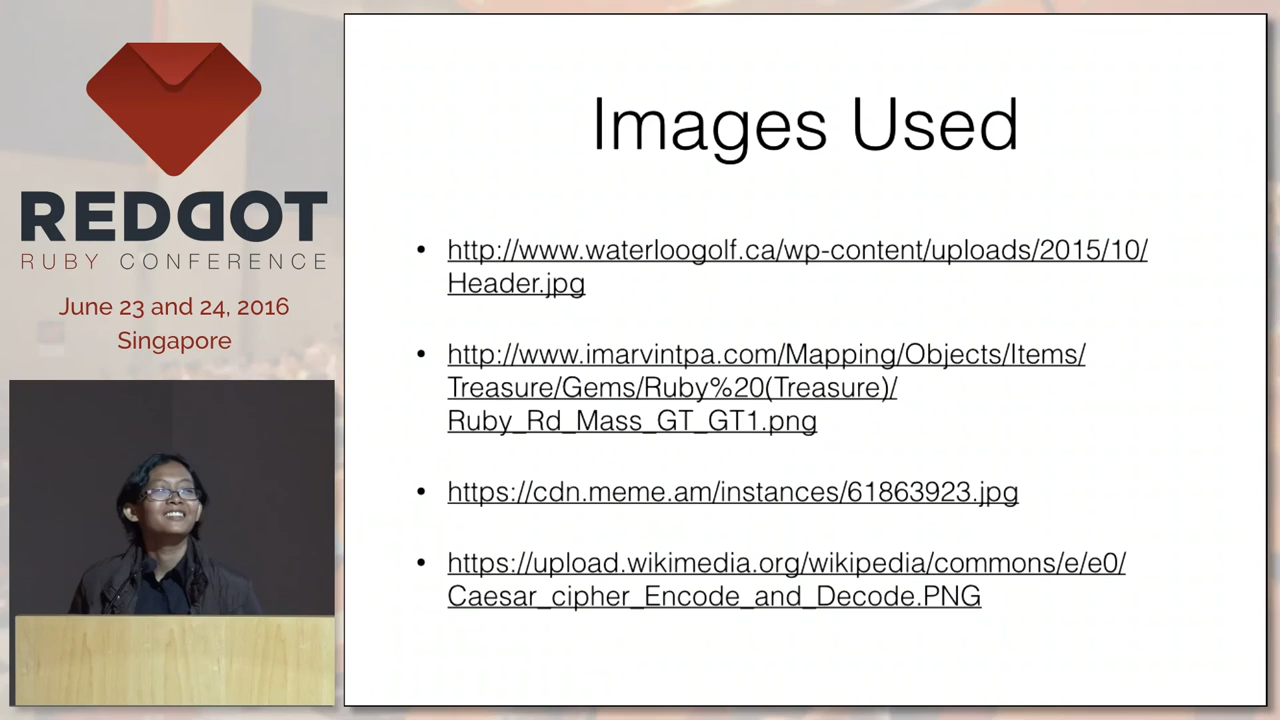 REDDOT
RUBY CONFERENCE
June 23 and 24, 2016
Singapore
Images Used
• http://www.waterloogolf.ca/wp-content/uploads/2015/10/
Header.jpg
• http://www.imarvintpa.com/Mapping/Objects/Items/
Treasure/Gems/Ruby%20(Treasure)/
Ruby_Rd_Mass_GT_GT1.png
• https://cdn.meme.am/instances/61863923.jpg
• https://upload.wikimedia.org/wikipedia/commons/e/e0/
Caesar_cipher_Encode_and_Decode.PNG